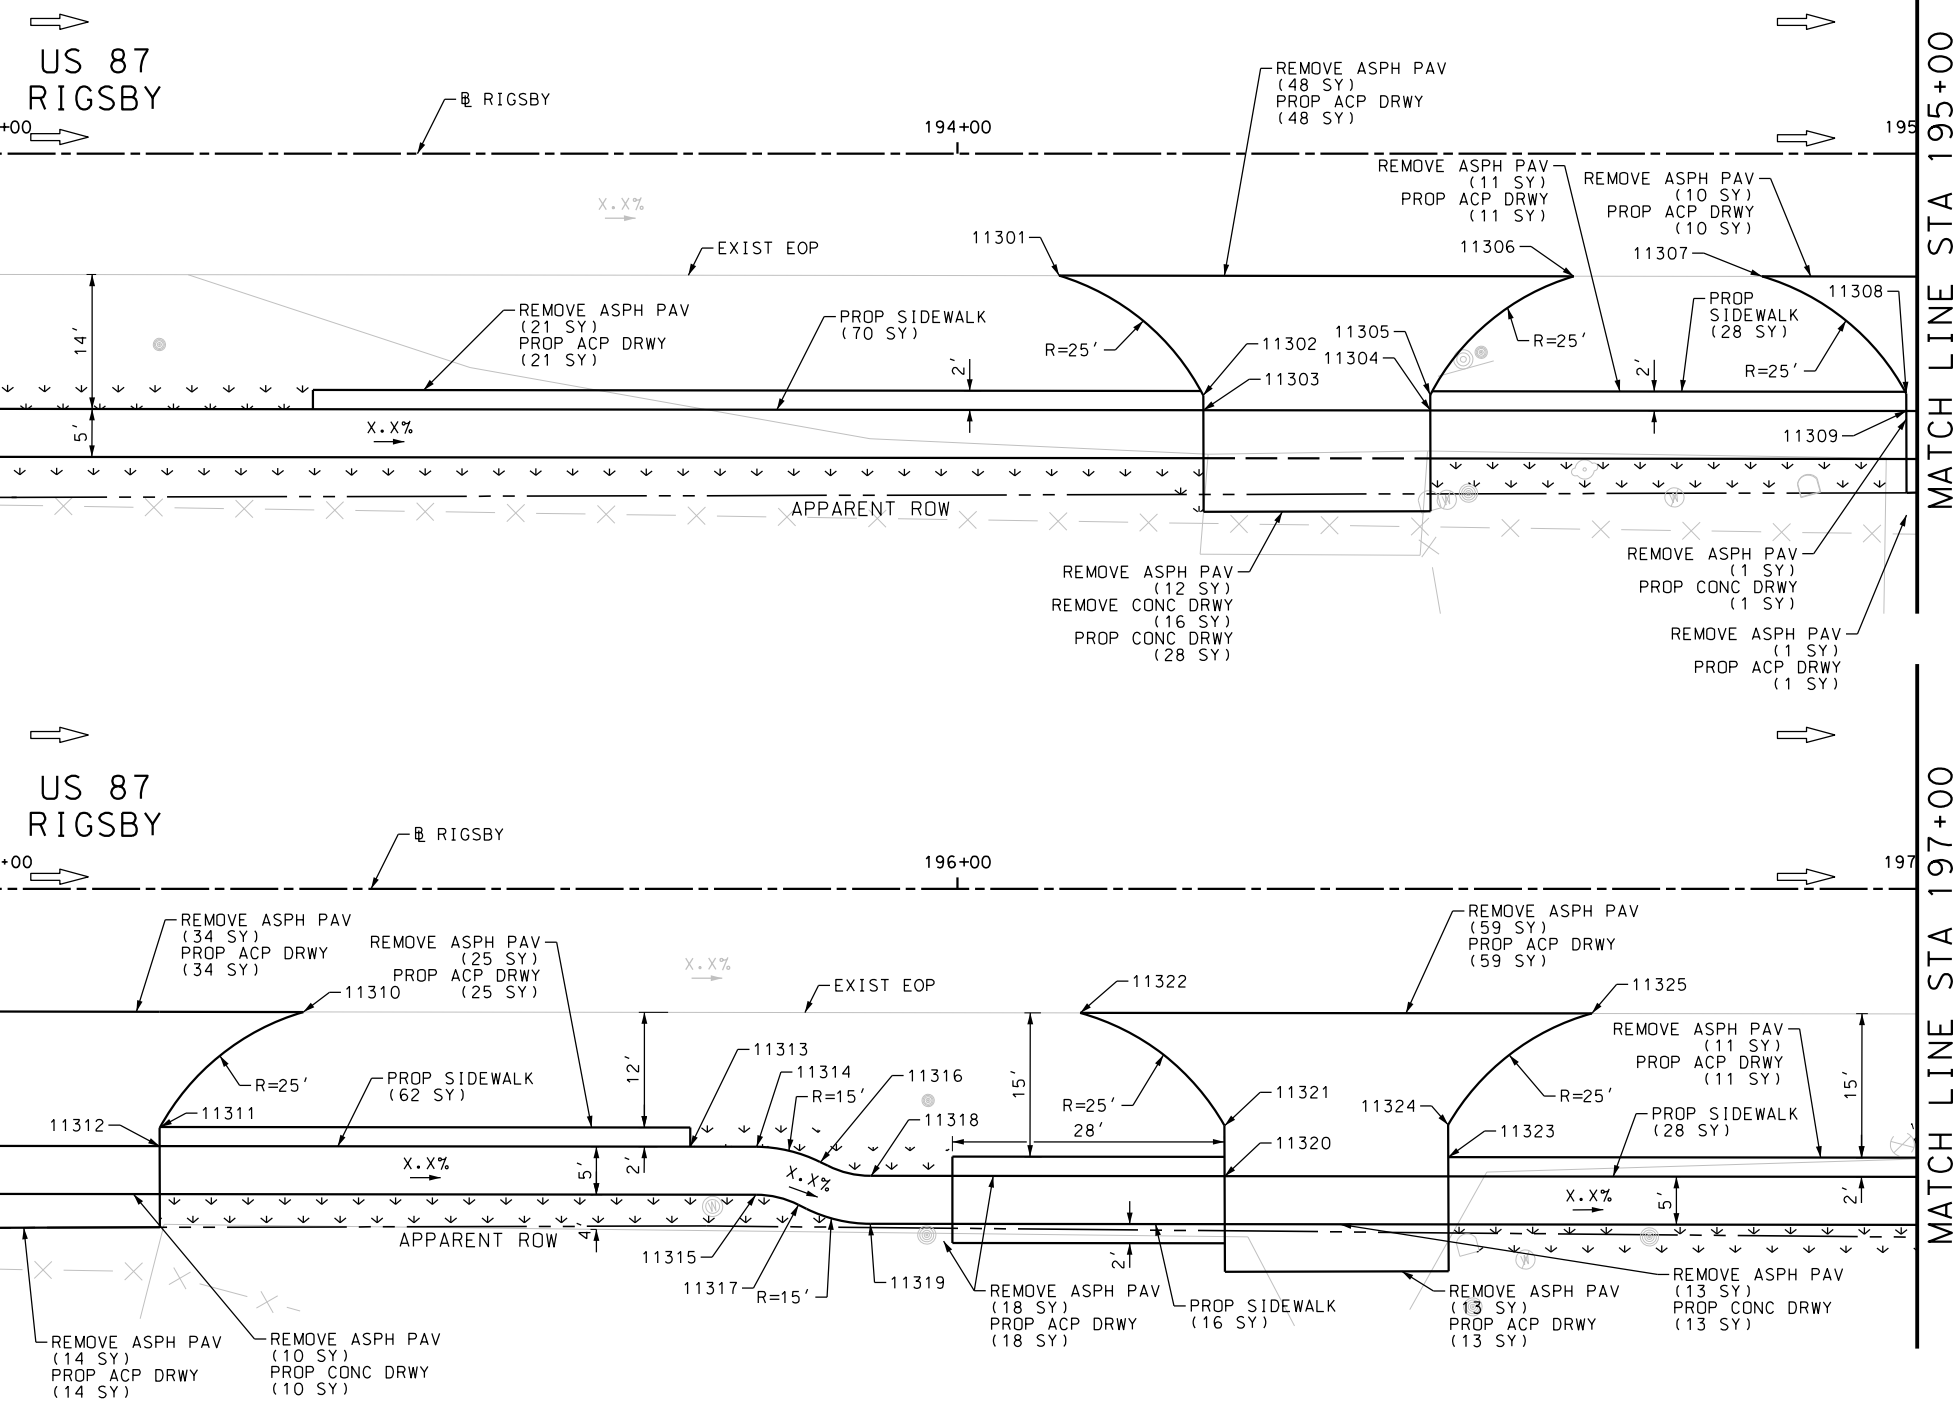 US 87
RIGSBY
+00
℄ RIGSBY
194+00
195
MATCH LINE STA 195+00
REMOVE ASPH PAV
(48 SY)
PROP ACP DRWY
(48 SY)
REMOVE ASPH PAV
(11 SY)
PROP ACP DRWY
(11 SY)
REMOVE ASPH PAV
(10 SY)
PROP ACP DRWY
(10 SY)
X.X%
EXIST EOP
11301
11306
11307
11308
14'
REMOVE ASPH PAV
(21 SY)
PROP ACP DRWY
(21 SY)
PROP SIDEWALK
(70 SY)
2'
R=25'
11302
11303
11305
11304
R=25'
2'
PROP
SIDEWALK
(28 SY)
R=25'
5'
X.X%
11309
APPARENT ROW
W
W
REMOVE ASPH PAV
(12 SY)
REMOVE CONC DRWY
(16 SY)
PROP CONC DRWY
(28 SY)
REMOVE ASPH PAV
(1 SY)
PROP CONC DRWY
(1 SY)
REMOVE ASPH PAV
(1 SY)
PROP ACP DRWY
(1 SY)
US 87
RIGSBY
+00
℄ RIGSBY
196+00
197
MATCH LINE STA 197+00
REMOVE ASPH PAV
(34 SY)
PROP ACP DRWY
(34 SY)
REMOVE ASPH PAV
(25 SY)
PROP ACP DRWY
(25 SY)
X.X%
EXIST EOP
REMOVE ASPH PAV
(59 SY)
PROP ACP DRWY
(59 SY)
11310
11322
11325
R=25'
11311
11312
PROP SIDEWALK
(62 SY)
12'
11313
11314
R=15'
11316
11318
15'
R=25'
28'
11321
11320
11324
11323
R=25'
REMOVE ASPH PAV
(11 SY)
PROP ACP DRWY
(11 SY)
PROP SIDEWALK
(28 SY)
15'
X.X%
5'
2'
X.X%
X.X%
5'
2'
W
APPARENT ROW
4'
11315
11317
R=15'
11319
2'
W
REMOVE ASPH PAV
(14 SY)
PROP ACP DRWY
(14 SY)
REMOVE ASPH PAV
(10 SY)
PROP CONC DRWY
(10 SY)
REMOVE ASPH PAV
(18 SY)
PROP ACP DRWY
(18 SY)
PROP SIDEWALK
(16 SY)
REMOVE ASPH PAV
(13 SY)
PROP ACP DRWY
(13 SY)
REMOVE ASPH PAV
(13 SY)
PROP CONC DRWY
(13 SY)